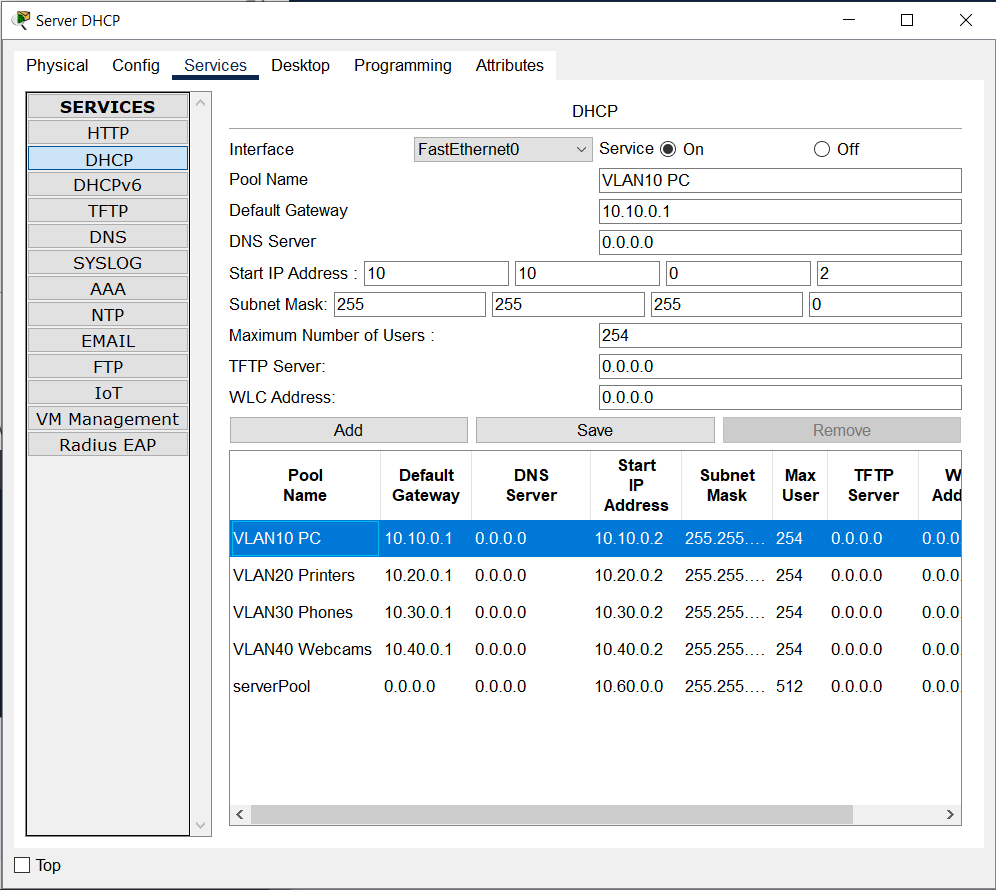 Server DHCP
Physical Config Services Desktop Programming Attributes
SERVICES
HTTP
DHCP
DHCPv6
TFTP
DNS
SYSLOG
AAA
NTP
EMAIL
FTP
IoT
VM Management
Radius EAP
DHCP
Interface FastEthernet0 Service On Off
Pool Name VLAN10 PC
Default Gateway 10.10.0.1
DNS Server 0.0.0.0
Start IP Address : 10 10 0 2
Subnet Mask: 255 255 255 0
Maximum Number of Users : 254
TFTP Server: 0.0.0.0
WLC Address: 0.0.0.0
Add Save Remove
Pool Name Default Gateway DNS Server Start IP Address Subnet Mask Max User TFTP Server W Add
VLAN10 PC 10.10.0.1 0.0.0.0 10.10.0.2 255.255.... 254 0.0.0.0 0.0.0
VLAN20 Printers 10.20.0.1 0.0.0.0 10.20.0.2 255.255.... 254 0.0.0.0 0.0.0
VLAN30 Phones 10.30.0.1 0.0.0.0 10.30.0.2 255.255.... 254 0.0.0.0 0.0.0
VLAN40 Webcams 10.40.0.1 0.0.0.0 10.40.0.2 255.255.... 254 0.0.0.0 0.0.0
serverPool 0.0.0.0 0.0.0.0 10.60.0.0 255.255.... 512 0.0.0.0 0.0.0
Top